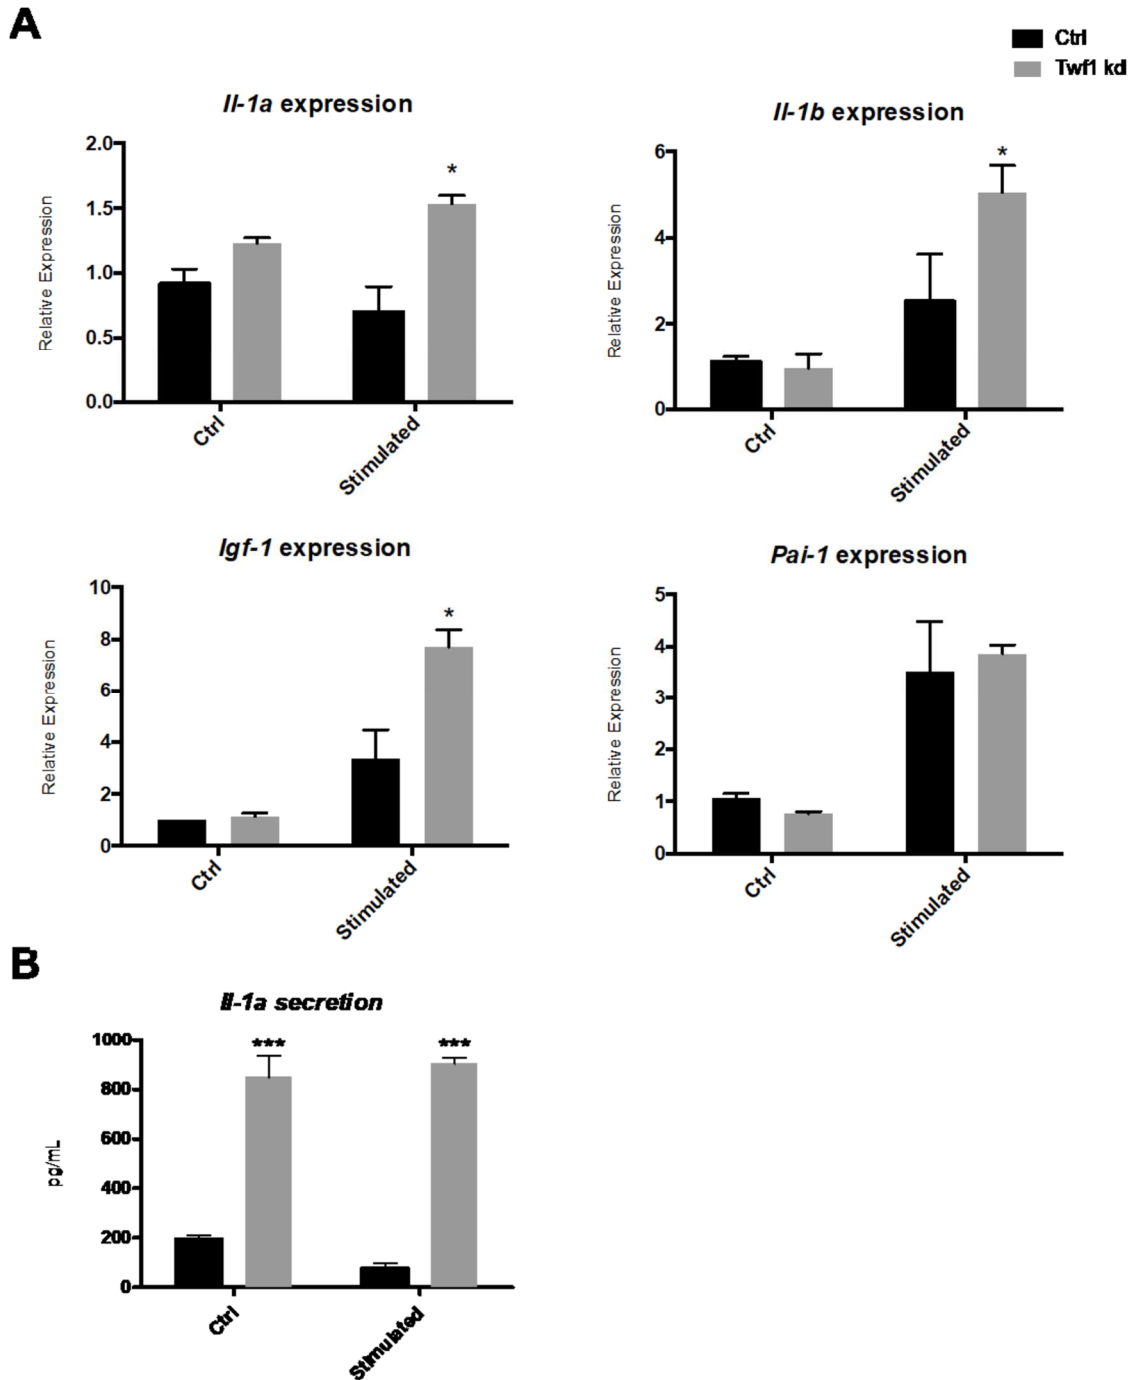 A
Ctrl
Twf1 kd
Il-1a expression
Relative Expression
2.0
1.5
1.0
0.5
0.0
*
Ctrl
Stimulated
Il-1b expression
Relative Expression
6
4
2
0
*
Ctrl
Stimulated
Igf-1 expression
Relative Expression
10
8
6
4
2
0
*
Ctrl
Stimulated
Pai-1 expression
Relative Expression
5
4
3
2
1
0
Ctrl
Stimulated
B
Il-1a secretion
pg/mL
1000
800
600
400
200
0
***
***
Ctrl
Stimulated